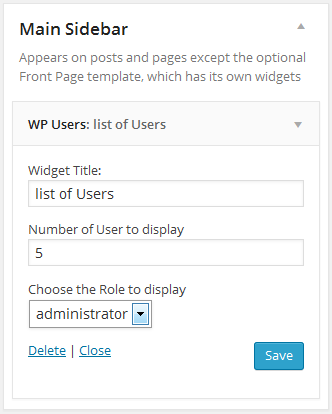 Main Sidebar
Appears on posts and pages except the optional
Front Page template, which has its own widgets
WP Users: list of Users
Widget Title:
list of Users
Number of User to display
5
Choose the Role to display
administrator
Delete | Close
Save